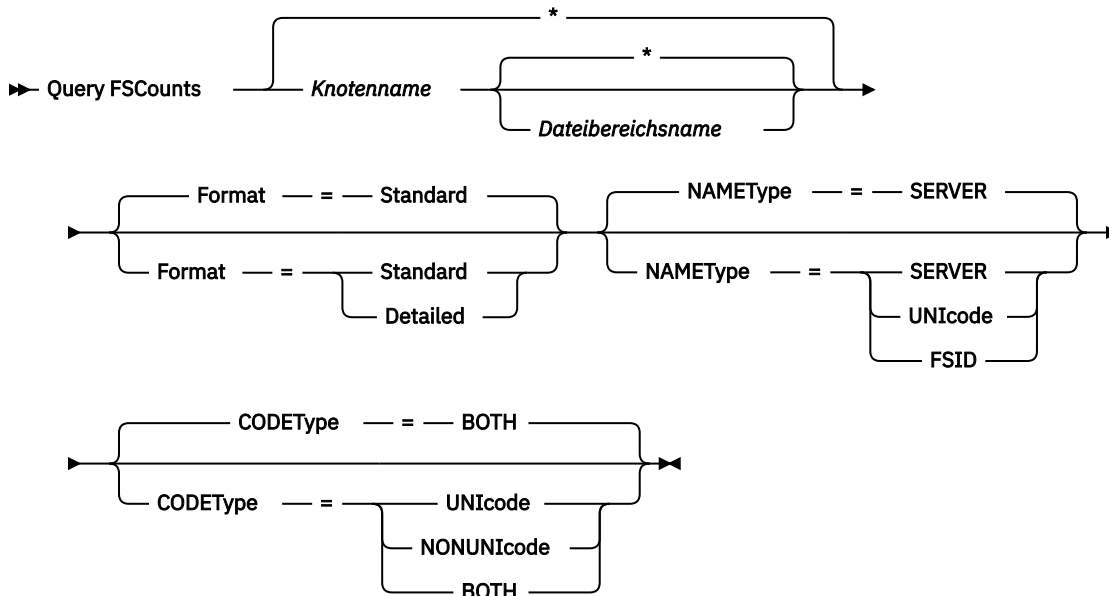 *
*
Query FSCounts Knotenname
Dateibereichsname
Format = Standard NAMEType = SERVER
Format = Standard NAMEType = SERVER
Detailed UNIcode
FSID
CODEType = BOTH
CODEType = UNIcode
NONUNIcode
BOTH